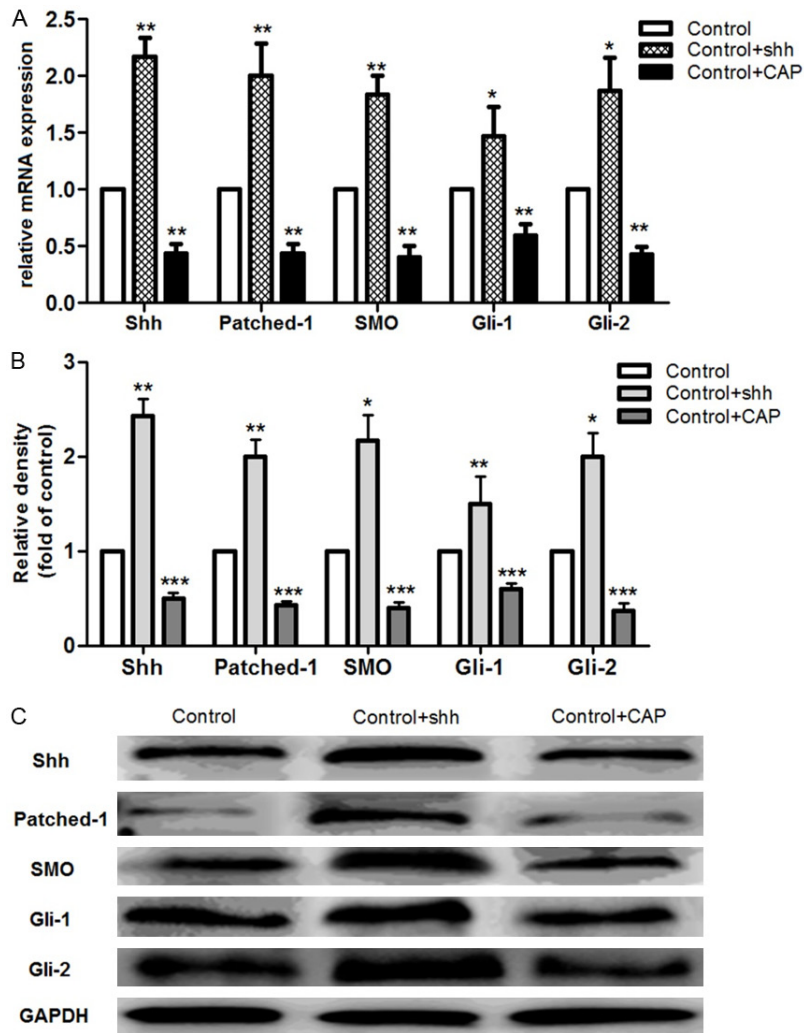 A
relative mRNA expression
2.5
2.0
1.5
1.0
0.5
0.0
** ** ** * *
** ** ** ** **
Shh Patched-1 SMO Gli-1 Gli-2
Control
Control+shh
Control+CAP
B
Relative density
(fold of control)
3
2
1
0
** ** * ** *
*** *** *** *** ***
Shh Patched-1 SMO Gli-1 Gli-2
Control
Control+shh
Control+CAP
C
Control Control+shh Control+CAP
Shh
Patched-1
SMO
Gli-1
Gli-2
GAPDH